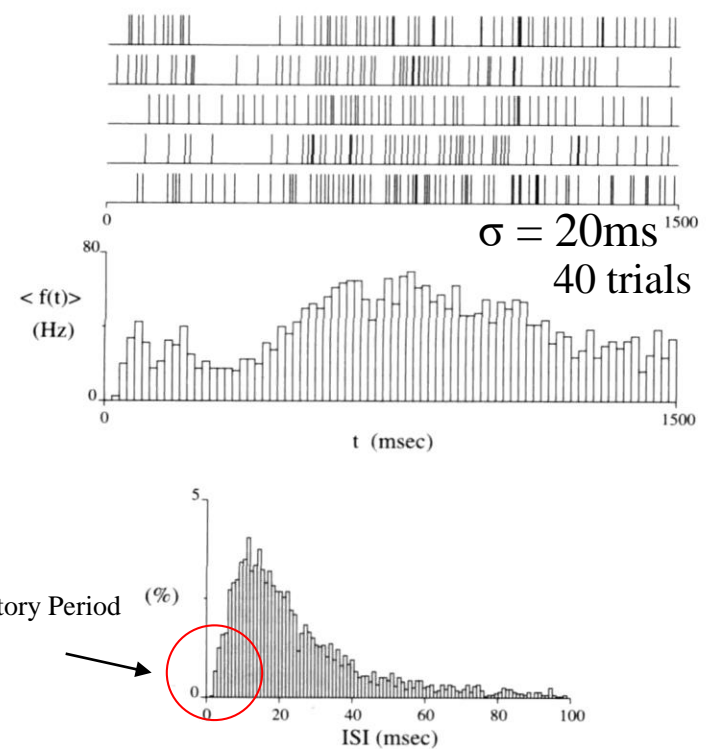 0
1500
σ = 20ms
40 trials
80
< f(t)>
(Hz)
0
0
1500
t (msec)
5
tory Period
(%)
0
0 20 40 60 80 100
ISI (msec)